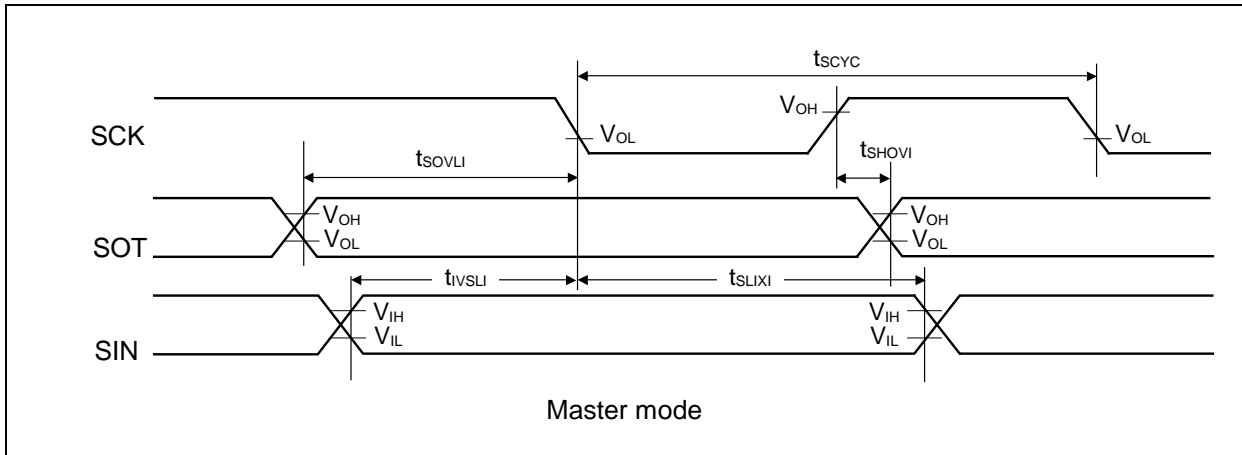 tSCYC
SCK
VOH
VOL
VOL
tSOVLI
tSHOVI
SOT
VOH
VOL
VOH
VOL
tIVSLI
tSLIXI
SIN
VIH
VIL
VIH
VIL
Master mode